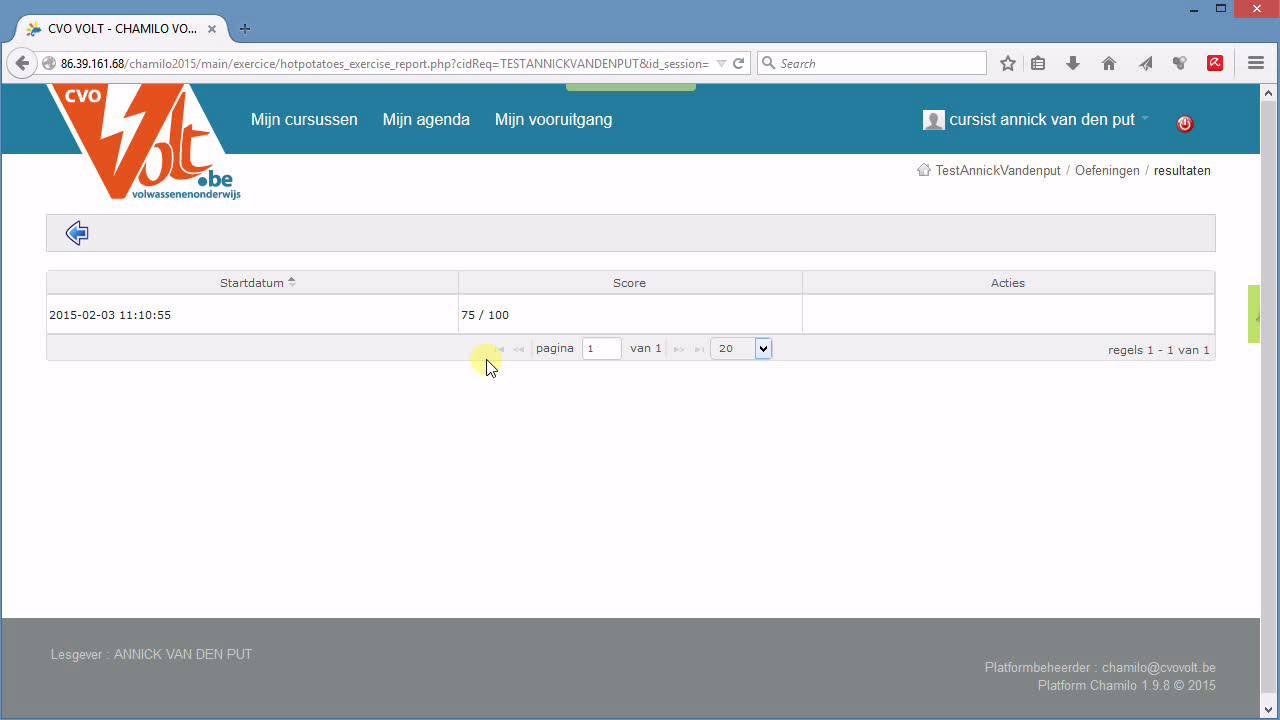 CVO VOLT - CHAMILO VO...
86.39.161.68/chamilo2015/main/exercice/hotpotatoes_exercise_report.php?cidReq=TESTANNICKVANDENPUT&id_session=
Search
CVO
Volt
.be
volwassenenonderwijs
Mijn cursussen
Mijn agenda
Mijn vooruitgang
cursist annick van den put
TestAnnickVandenput / Oefeningen / resultaten
Startdatum
Score
Acties
2015-02-03 11:10:55
75 / 100
pagina 1 van 1
20
regels 1 - 1 van 1
Lesgever : ANNICK VAN DEN PUT
Platformbeheerder : chamilo@cvovolt.be
Platform Chamilo 1.9.8 © 2015